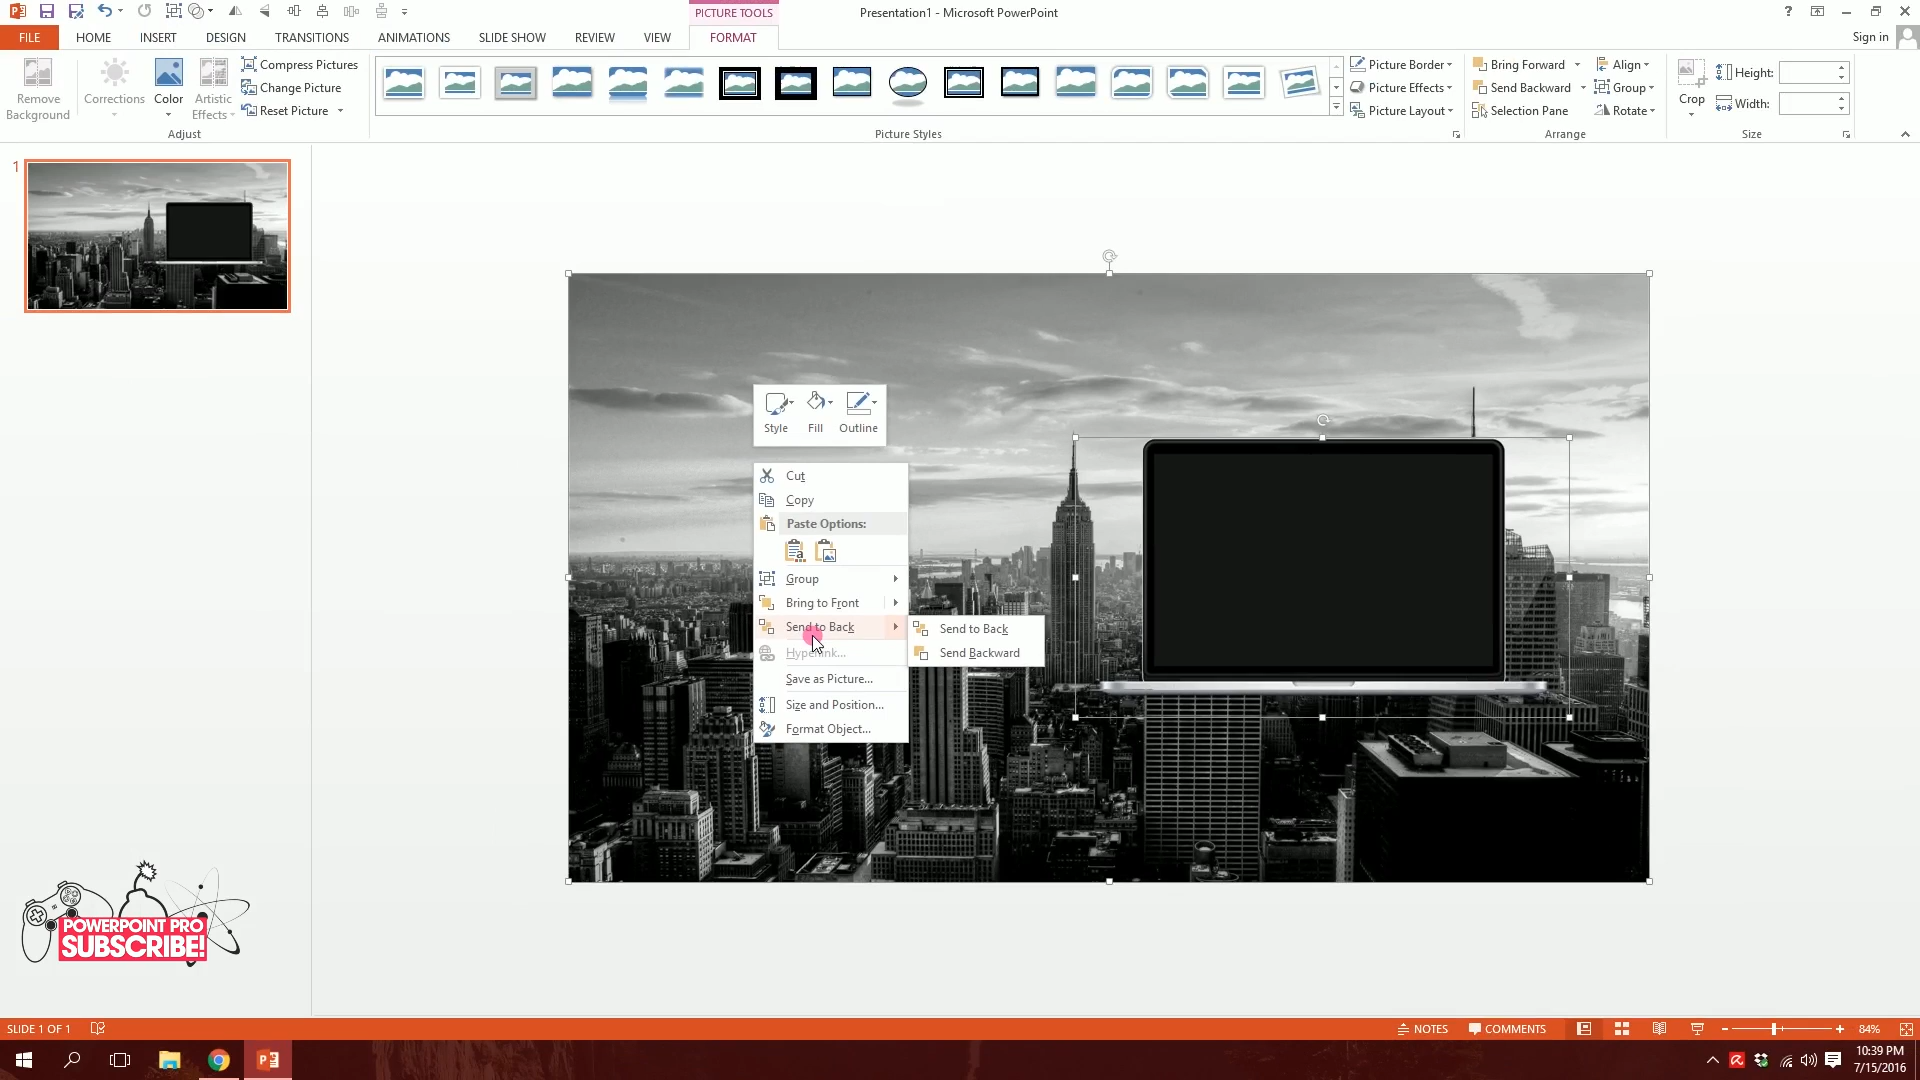 PICTURE TOOLS
Presentation1 - Microsoft PowerPoint
?
FILE HOME INSERT DESIGN TRANSITIONS ANIMATIONS SLIDE SHOW REVIEW VIEW FORMAT
Sign in
Remove Background
Corrections
Color
Artistic Effects
Compress Pictures
Change Picture
Reset Picture
Adjust
Picture Styles
Picture Border
Picture Effects
Picture Layout
Bring Forward
Send Backward
Selection Pane
Align
Group
Rotate
Arrange
Crop
Height:
Width:
Size
1
Style Fill Outline
Cut
Copy
Paste Options:
Group
Bring to Front
Send to Back
Hyperlink...
Save as Picture...
Size and Position...
Format Object...
Send to Back
Send Backward
POWERPOINT PRO
SUBSCRIBE!
SLIDE 1 OF 1
NOTES
COMMENTS
84%
10:39 PM
7/15/2016